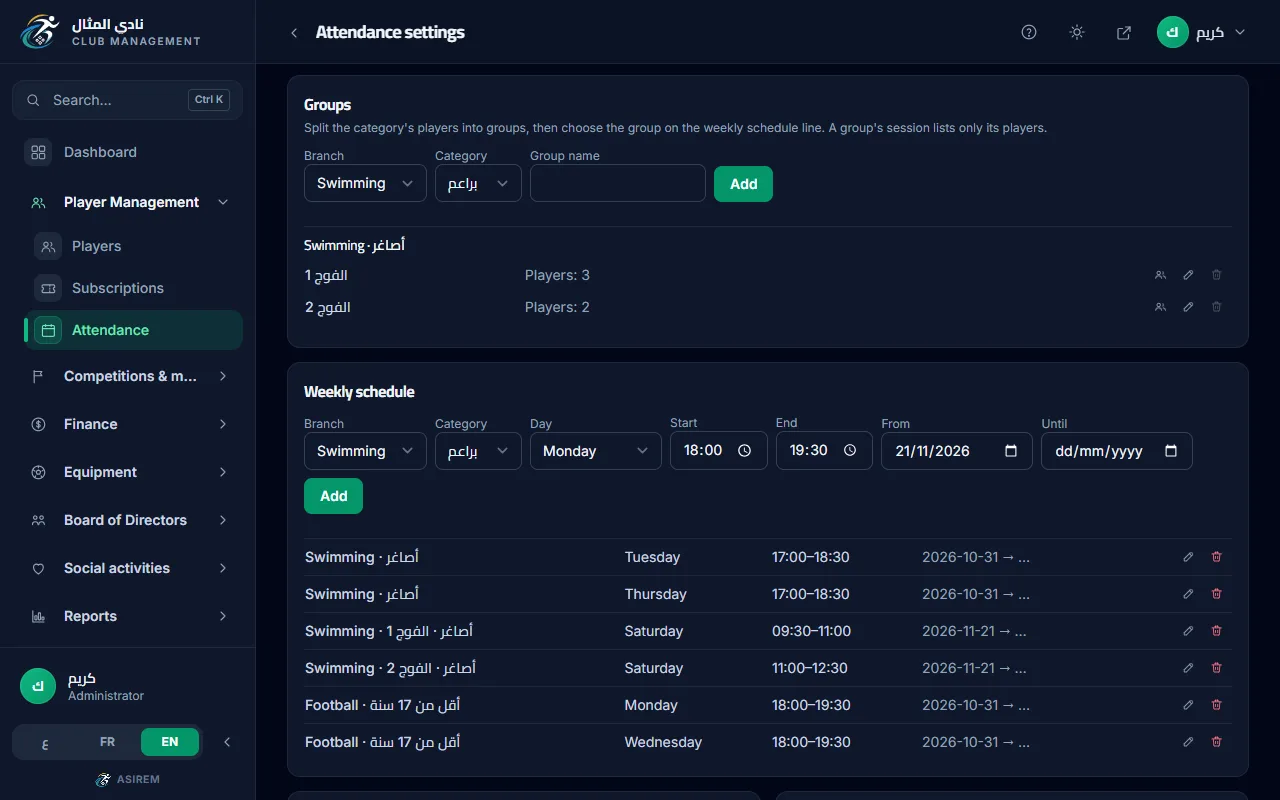 نادي المثال
CLUB MANAGEMENT
Search...
Ctrl K
Dashboard
Player Management
Players
Subscriptions
Attendance
Competitions & m...
Finance
Equipment
Board of Directors
Social activities
Reports
ك
كريم
Administrator
ع
FR
EN
ASIREM
Attendance settings
ك
كريم
Groups
Split the category's players into groups, then choose the group on the weekly schedule line. A group's session lists only its players.
Branch Category Group name
Swimming براعم Add
Swimming · أصاغر
الفوج 1 Players: 3
الفوج 2 Players: 2
Weekly schedule
Branch Category Day Start End From Until
Swimming براعم Monday 18:00 19:30 21/11/2026 dd/mm/yyyy
Add
Swimming · أصاغر Tuesday 17:00–18:30 2026-10-31 → ...
Swimming · أصاغر Thursday 17:00–18:30 2026-10-31 → ...
Swimming · أصاغر · الفوج 1 Saturday 09:30–11:00 2026-11-21 → ...
Swimming · أصاغر · الفوج 2 Saturday 11:00–12:30 2026-11-21 → ...
Football · أقل من 17 سنة Monday 18:00–19:30 2026-10-31 → ...
Football · أقل من 17 سنة Wednesday 18:00–19:30 2026-10-31 → ...